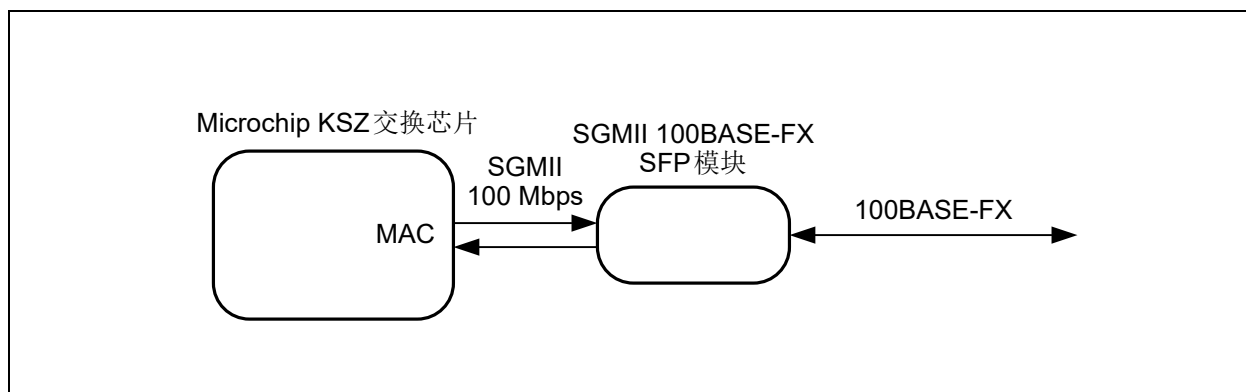 Microchip KSZ交换芯片
MAC
SGMII
100 Mbps
SGMII 100BASE-FX
SFP模块
100BASE-FX